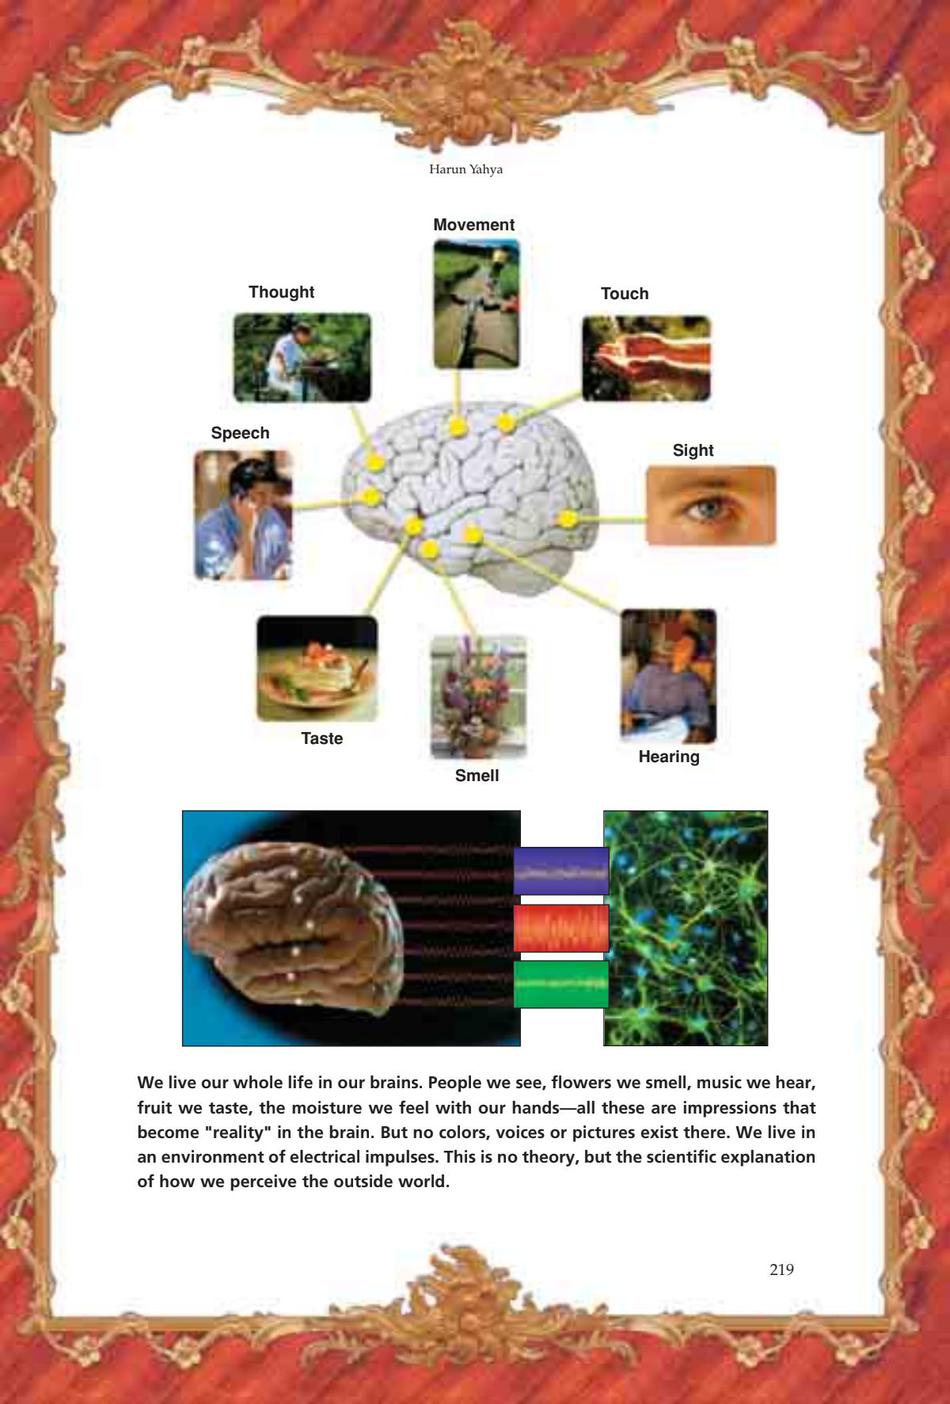 Harun Yahya
Movement
Thought
Touch
Speech
Sight
Taste
Hearing
Smell
We live our whole life in our brains. People we see, flowers we smell, music we hear,
fruit we taste, the moisture we feel with our hands—all these are impressions that
become "reality" in the brain. But no colors, voices or pictures exist there. We live in
an environment of electrical impulses. This is no theory, but the scientific explanation
of how we perceive the outside world.
219